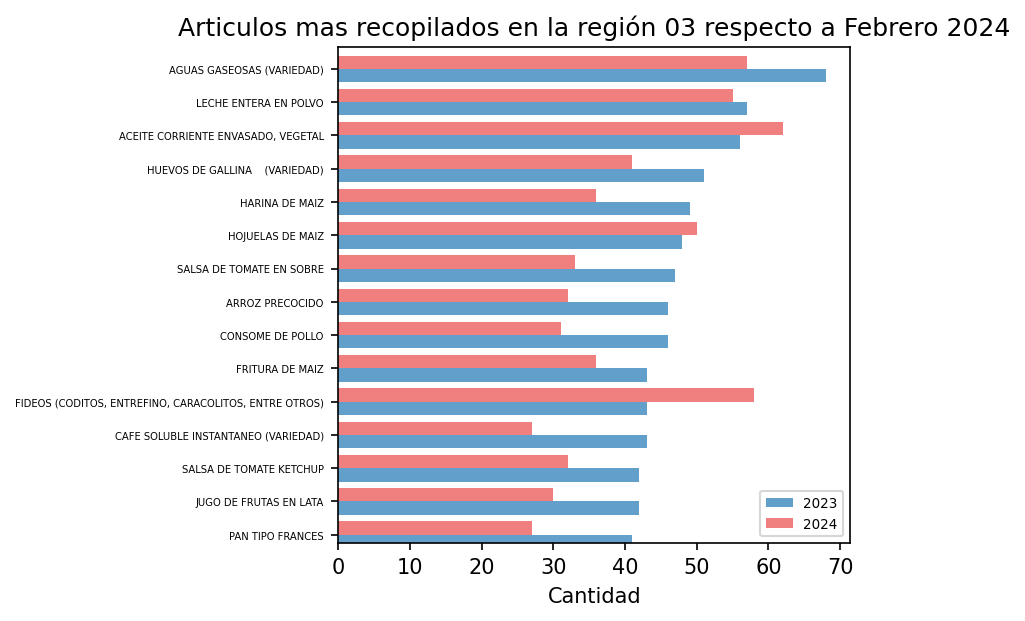 Articulos mas recopilados en la región 03 respecto a Febrero 2024
AGUAS GASEOSAS (VARIEDAD)
LECHE ENTERA EN POLVO
ACEITE CORRIENTE ENVASADO, VEGETAL
HUEVOS DE GALLINA    (VARIEDAD)
HARINA DE MAIZ
HOJUELAS DE MAIZ
SALSA DE TOMATE EN SOBRE
ARROZ PRECOCIDO
CONSOME DE POLLO
FRITURA DE MAIZ
FIDEOS (CODITOS, ENTREFINO, CARACOLITOS, ENTRE OTROS)
CAFE SOLUBLE INSTANTANEO (VARIEDAD)
SALSA DE TOMATE KETCHUP
JUGO DE FRUTAS EN LATA
PAN TIPO FRANCES
2023
2024
0 10 20 30 40 50 60 70
Cantidad